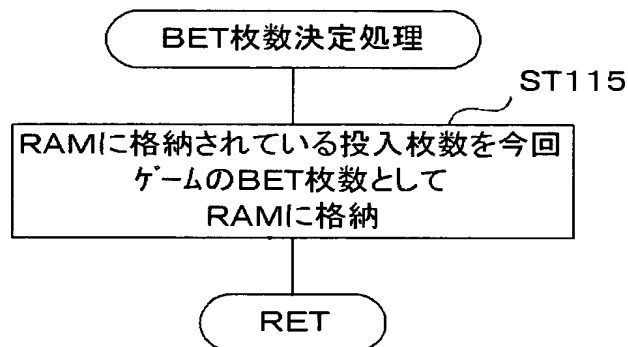 BET枚数決定処理
ST115
RAMに格納されている投入枚数を今回
ゲームのBET枚数として
RAMに格納
RET